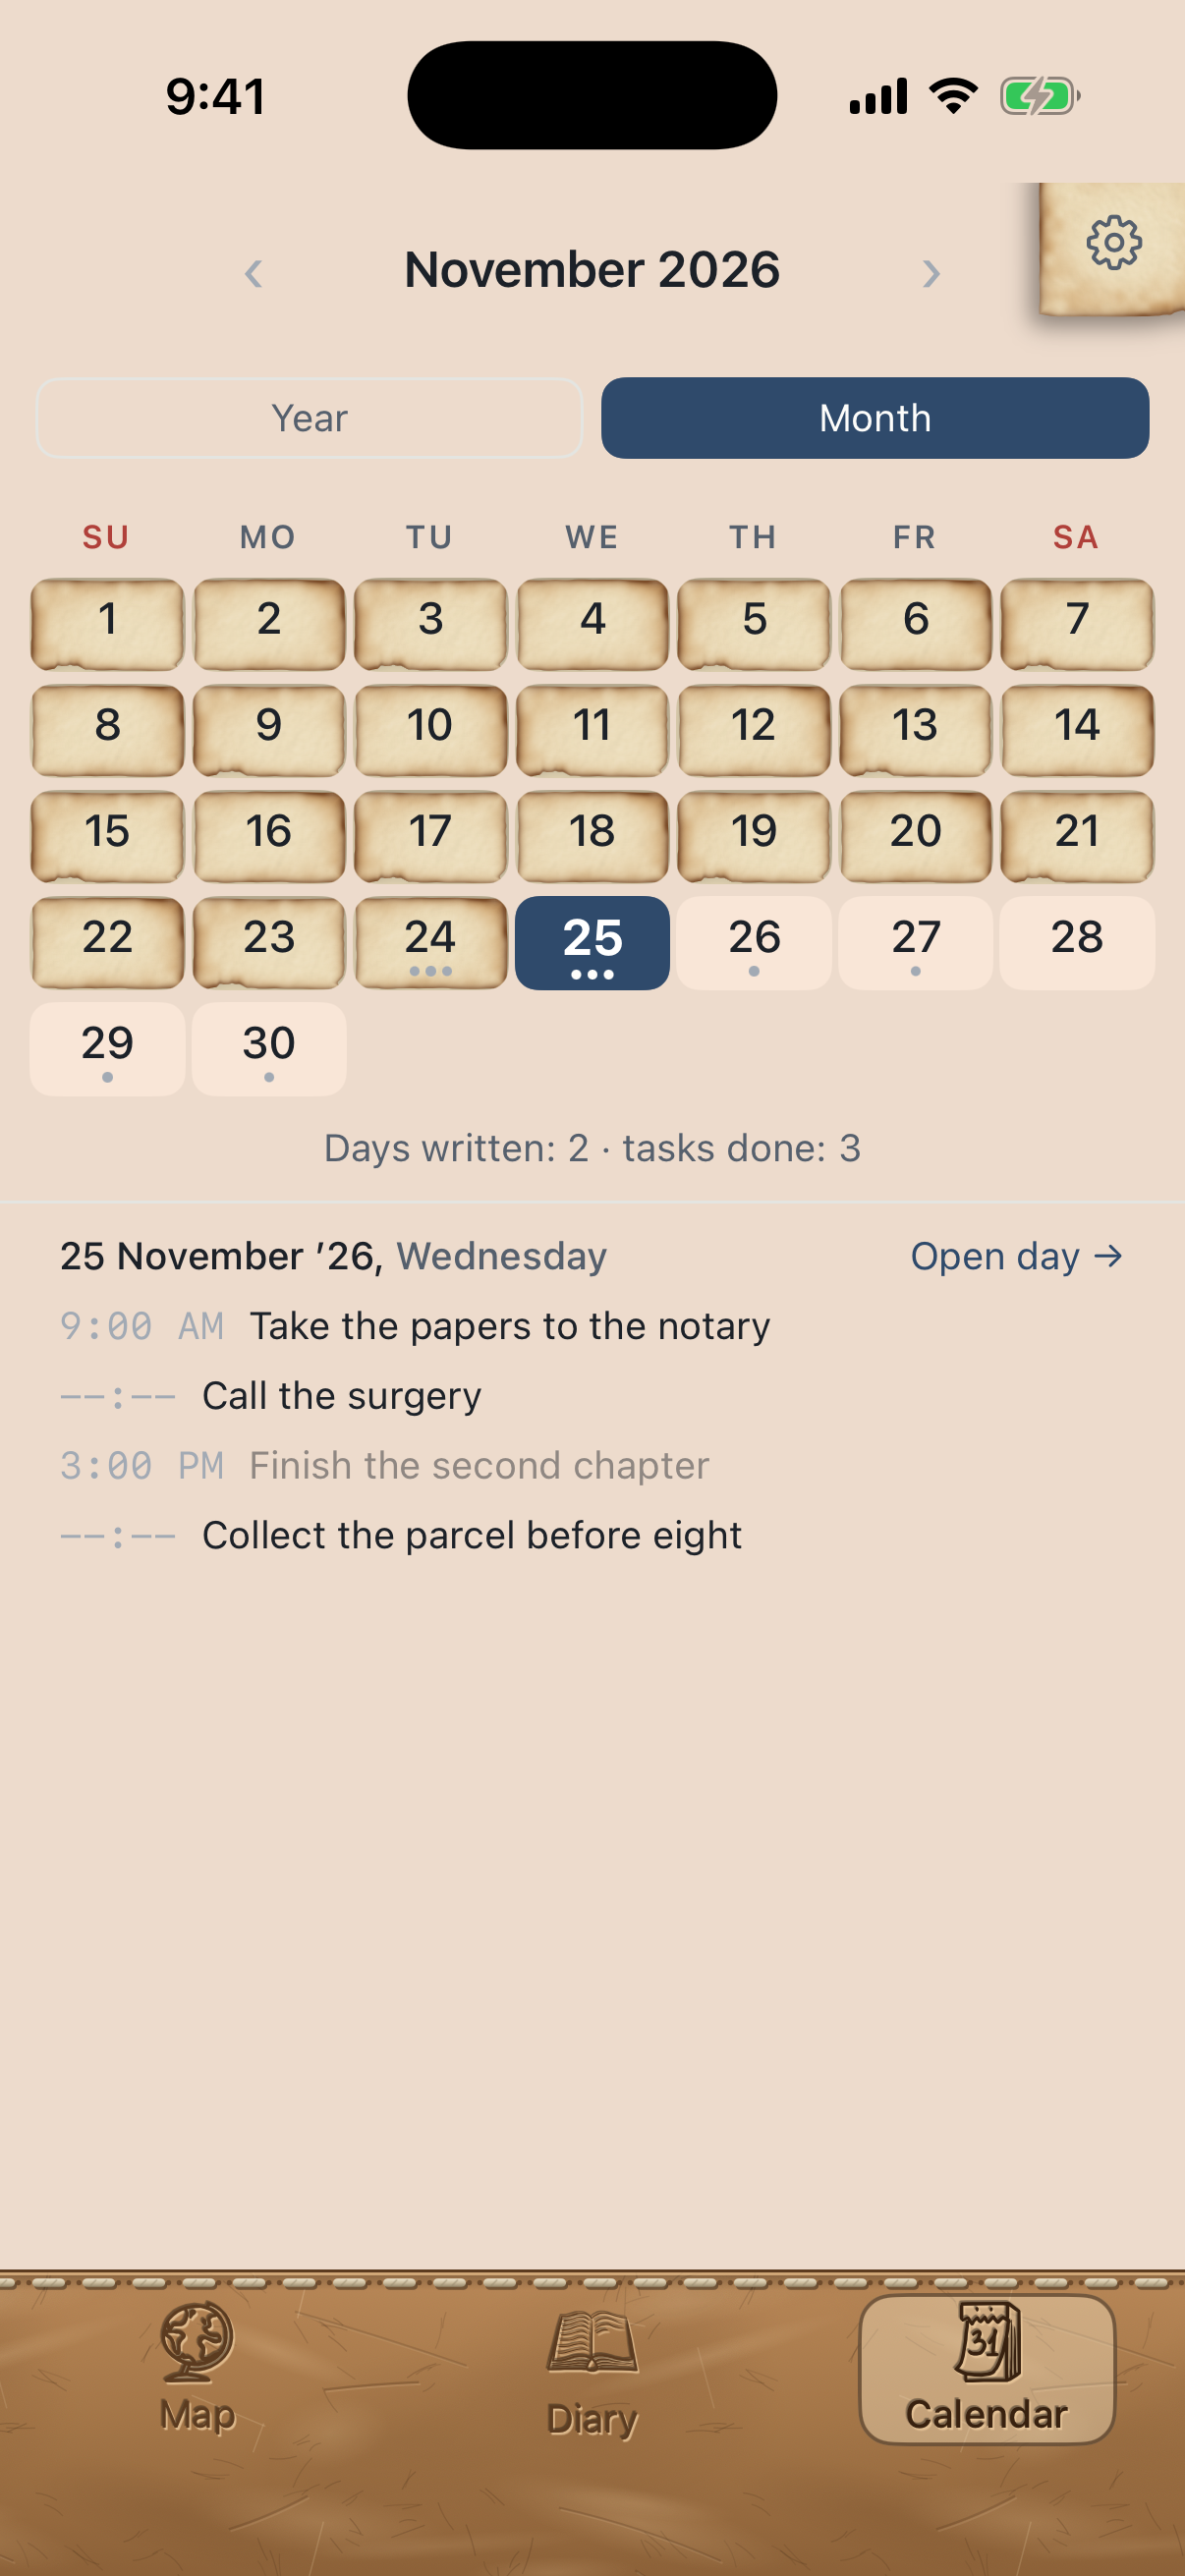 9:41
‹ November 2026 ›
Year Month
SU MO TU WE TH FR SA
1 2 3 4 5 6 7
8 9 10 11 12 13 14
15 16 17 18 19 20 21
22 23 24 25 26 27 28
29 30
Days written: 2 · tasks done: 3
25 November ’26, Wednesday Open day →
9:00 AM Take the papers to the notary
--:-- Call the surgery
3:00 PM Finish the second chapter
--:-- Collect the parcel before eight
31
Map Diary Calendar